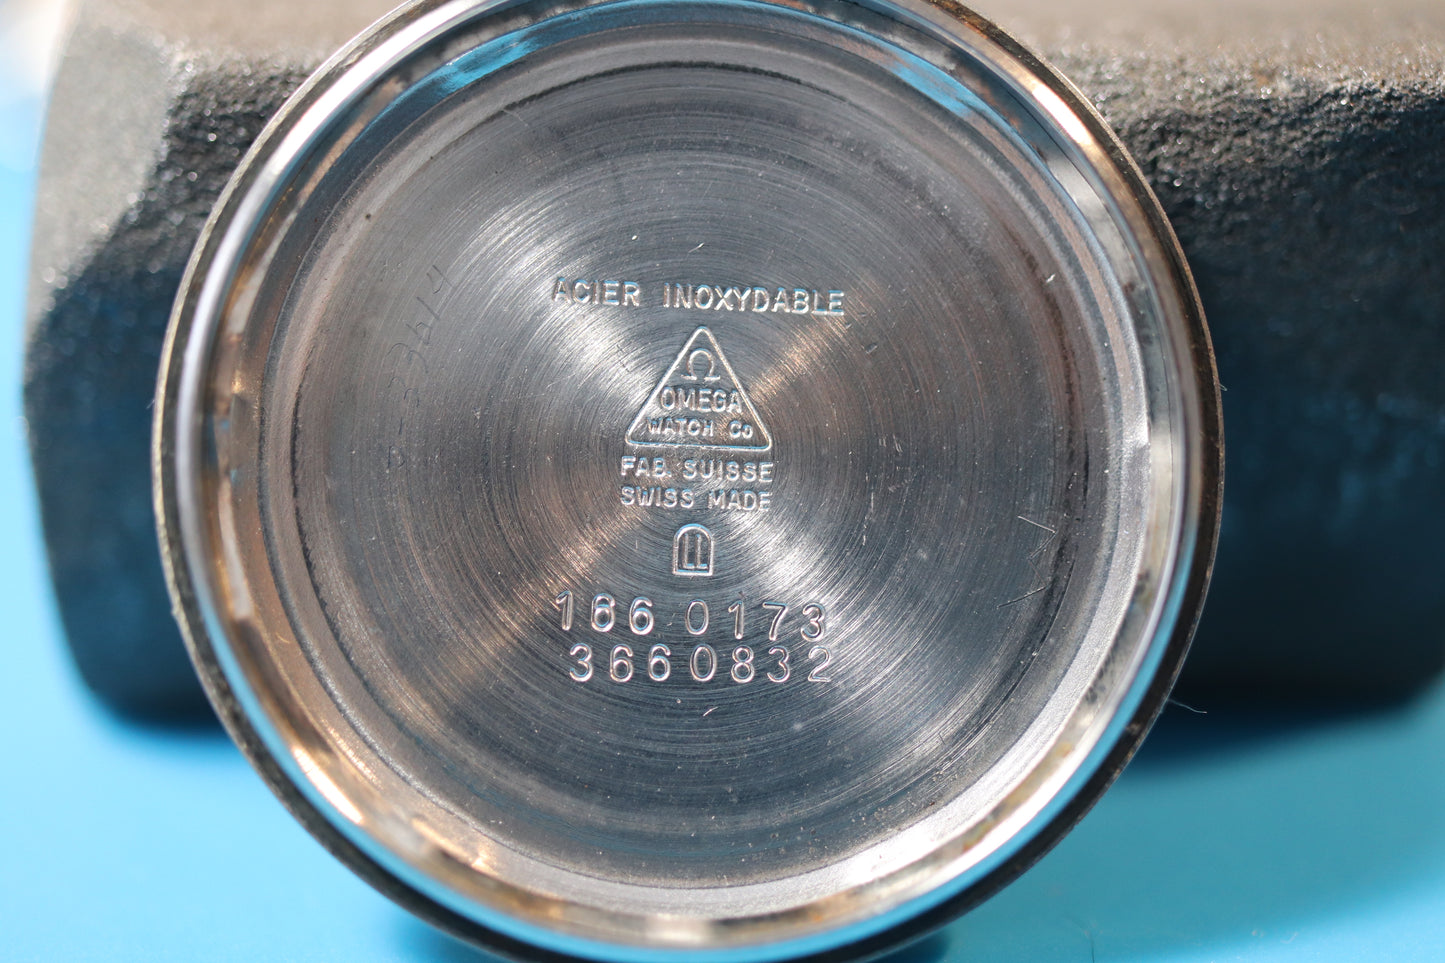 ACIER INOXYDABLE
Ω
OMEGA
WATCH Co
FAB. SUISSE
SWISS MADE
166 0173
3660832